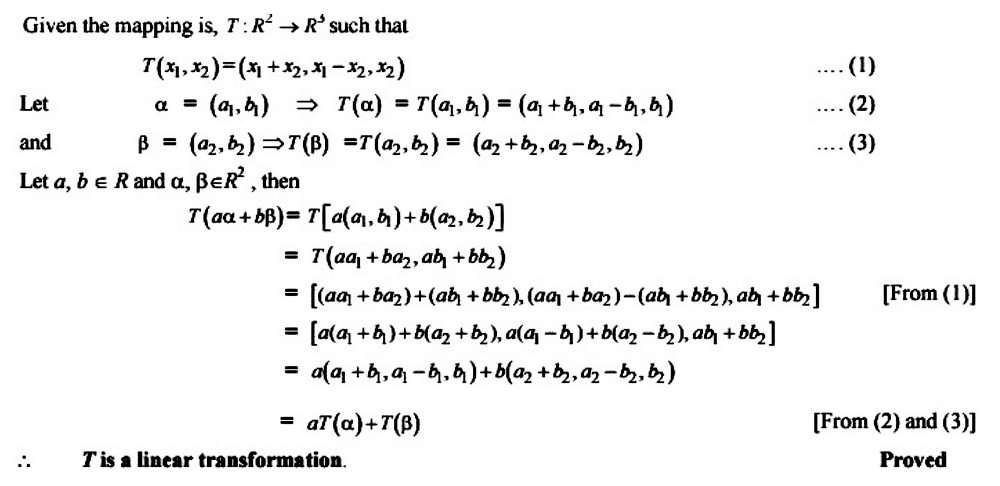 Given the mapping is, T : R² → R³ such that
T(x₁, x₂)=(x₁ + x₂, x₁ − x₂, x₂) ....(1)
Let α = (a₁, b₁) ⇒ T(α) = T(a₁, b₁) = (a₁ + b₁, a₁ − b₁, b₁) ....(2)
and β = (a₂, b₂) ⇒ T(β) = T(a₂, b₂) = (a₂ + b₂, a₂ − b₂, b₂) ....(3)
Let a, b ∈ R and α, β ∈ R² , then
T(aα + bβ) = T[a(a₁, b₁) + b(a₂, b₂)]
= T(aa₁ + ba₂, ab₁ + bb₂)
= [(aa₁ + ba₂) + (ab₁ + bb₂), (aa₁ + ba₂) − (ab₁ + bb₂), ab₁ + bb₂] [From (1)]
= [a(a₁ + b₁) + b(a₂ + b₂), a(a₁ − b₁) + b(a₂ − b₂), ab₁ + bb₂]
= a(a₁ + b₁, a₁ − b₁, b₁) + b(a₂ + b₂, a₂ − b₂, b₂)
= aT(α) + T(β) [From (2) and (3)]
∴ T is a linear transformation. Proved